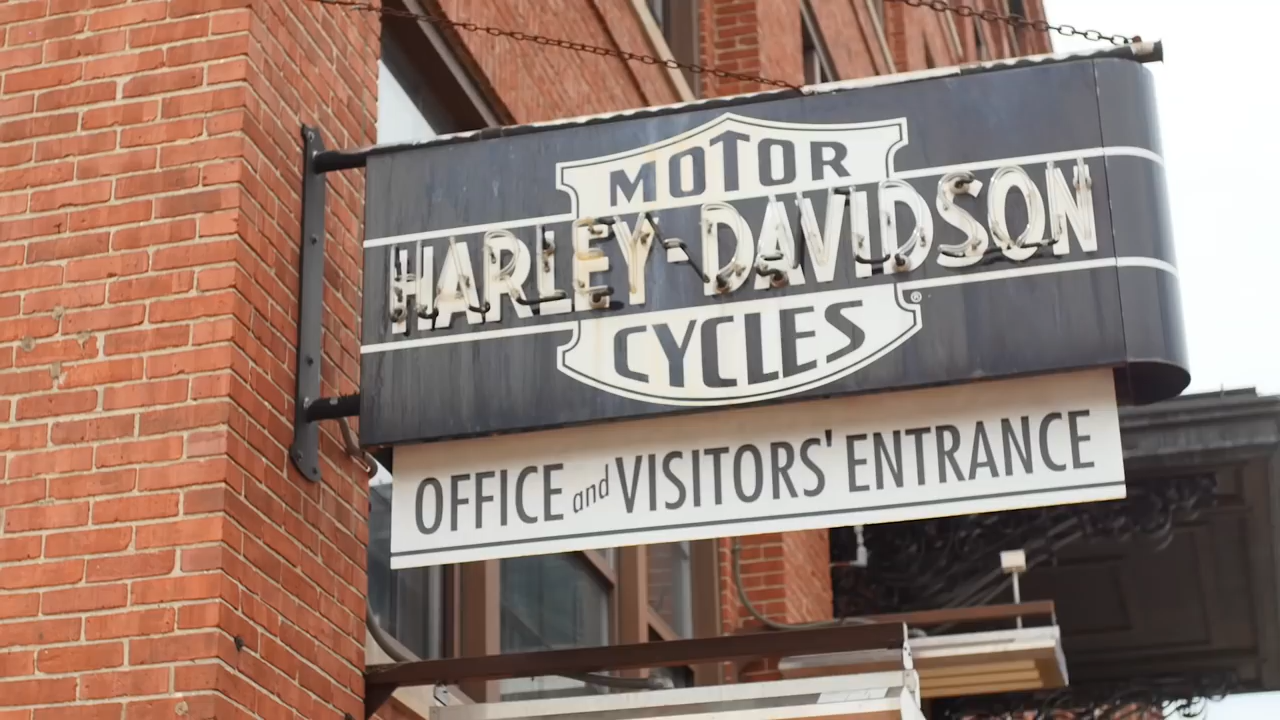 MOTOR
HARLEY-DAVIDSON
CYCLES ®
OFFICE and VISITORS' ENTRANCE